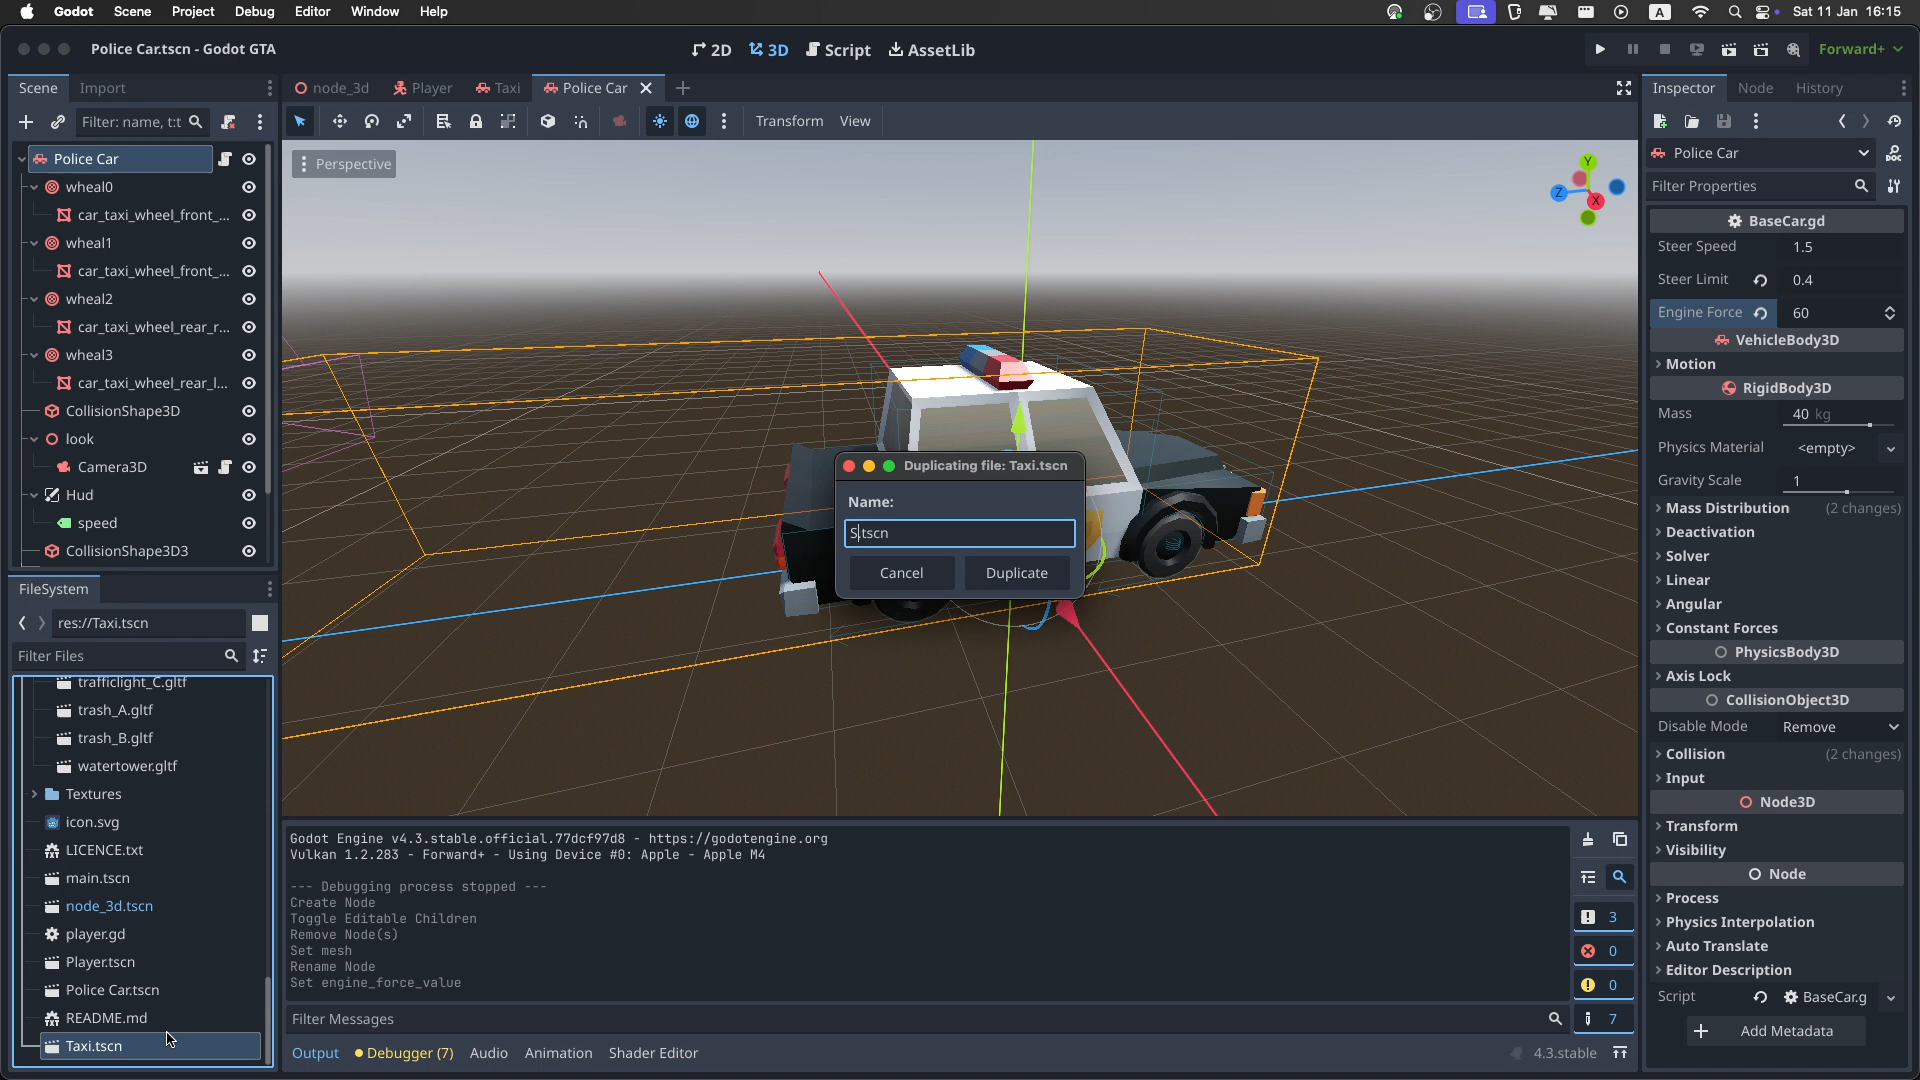 Godot Scene Project Debug Editor Window Help
A Sat 11 Jan 16:15
Police Car.tscn - Godot GTA
2D 3D Script AssetLib
Forward+
Scene Import
node_3d Player Taxi Police Car
Inspector Node History
Filter: name, t:t
Transform View
Police Car
Perspective
Y
Z
X
Police Car
DOC
Filter Properties
wheal0
car_taxi_wheel_front_...
wheal1
car_taxi_wheel_front_...
wheal2
car_taxi_wheel_rear_r...
wheal3
car_taxi_wheel_rear_l...
CollisionShape3D
look
Camera3D
Hud
speed
CollisionShape3D3
BaseCar.gd
Steer Speed 1.5
Steer Limit 0.4
Engine Force 60
VehicleBody3D
Motion
RigidBody3D
Mass 40 kg
Physics Material <empty>
Gravity Scale 1
Mass Distribution (2 changes)
Deactivation
Solver
Linear
Angular
Constant Forces
PhysicsBody3D
Axis Lock
CollisionObject3D
Disable Mode Remove
Collision (2 changes)
Input
Node3D
Transform
Visibility
Node
Process
Physics Interpolation
Auto Translate
Editor Description
Script BaseCar.g
Add Metadata
Duplicating file: Taxi.tscn
Name:
S.tscn
Cancel Duplicate
FileSystem
res://Taxi.tscn
Filter Files
trafficlight_C.gltf
trash_A.gltf
trash_B.gltf
watertower.gltf
Textures
icon.svg
LICENCE.txt
main.tscn
node_3d.tscn
player.gd
Player.tscn
Police Car.tscn
README.md
Taxi.tscn
Godot Engine v4.3.stable.official.77dcf97d8 - https://godotengine.org
Vulkan 1.2.283 - Forward+ - Using Device #0: Apple - Apple M4
--- Debugging process stopped ---
Create Node
Toggle Editable Children
Remove Node(s)
Set mesh
Rename Node
Set engine_force_value
3
0
0
7
Filter Messages
Output Debugger (7) Audio Animation Shader Editor
4.3.stable